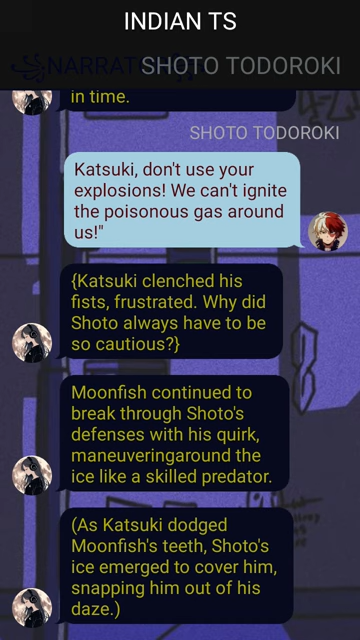 INDIAN TS
SHOTO TODOROKI
in time.
SHOTO TODOROKI
Katsuki, don't use your
explosions! We can't ignite
the poisonous gas around
us!"
{Katsuki clenched his
fists, frustrated. Why did
Shoto always have to be
so cautious?}
Moonfish continued to
break through Shoto's
defenses with his quirk,
maneuveringaround the
ice like a skilled predator.
(As Katsuki dodged
Moonfish's teeth, Shoto's
ice emerged to cover him,
snapping him out of his
daze.)